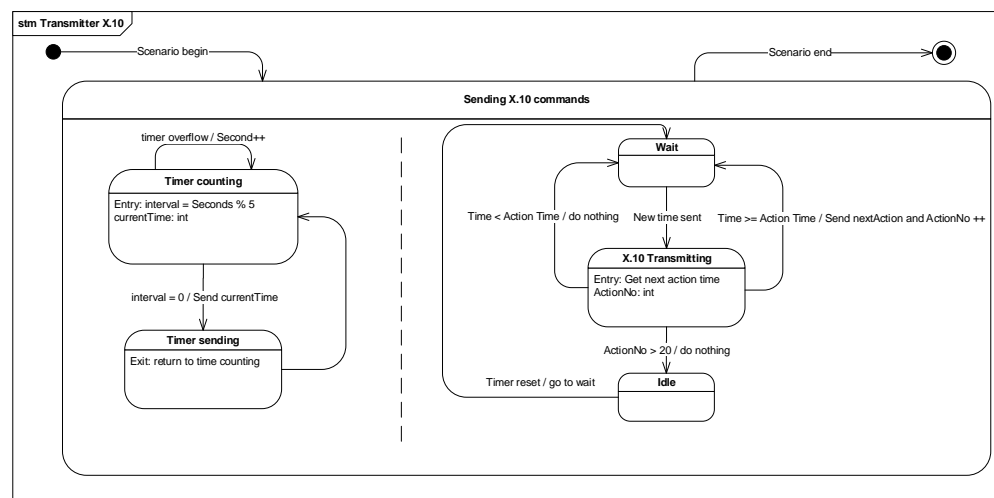 stm Transmitter X.10
Scenario begin
Scenario end
Sending X.10 commands
timer overflow / Second++
Timer counting
Entry: interval = Seconds % 5
currentTime: int
interval = 0 / Send currentTime
Timer sending
Exit: return to time counting
Wait
Time < Action Time / do nothing
New time sent
Time >= Action Time / Send nextAction and ActionNo ++
X.10 Transmitting
Entry: Get next action time
ActionNo: int
ActionNo > 20 / do nothing
Timer reset / go to wait
Idle